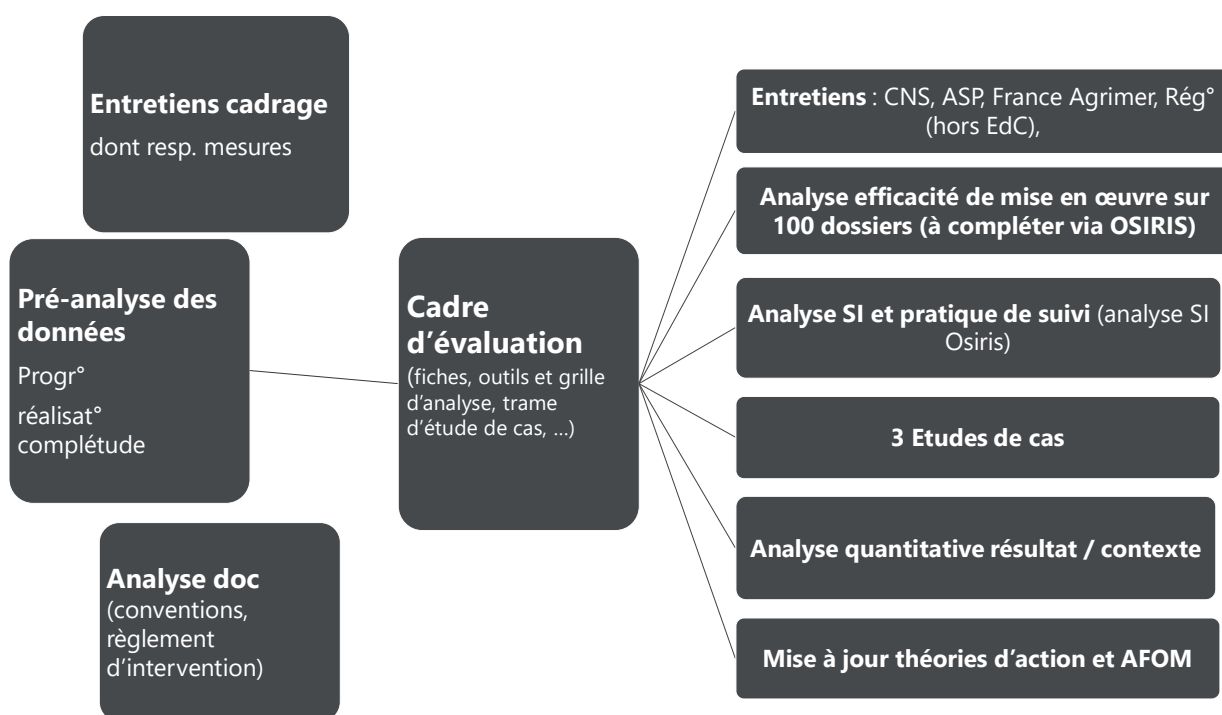 Entretiens cadrage
dont resp. mesures
Pré-analyse des
données
Progr°
réalisat°
complétude
Analyse doc
(conventions,
règlement
d’intervention)
Cadre
d’évaluation
(fiches, outils et grille
d’analyse, trame
d’étude de cas, …)
Entretiens : CNS, ASP, France Agrimer, Rég°
(hors EdC),
Analyse efficacité de mise en œuvre sur
100 dossiers (à compléter via OSIRIS)
Analyse SI et pratique de suivi (analyse SI
Osiris)
3 Etudes de cas
Analyse quantitative résultat / contexte
Mise à jour théories d’action et AFOM